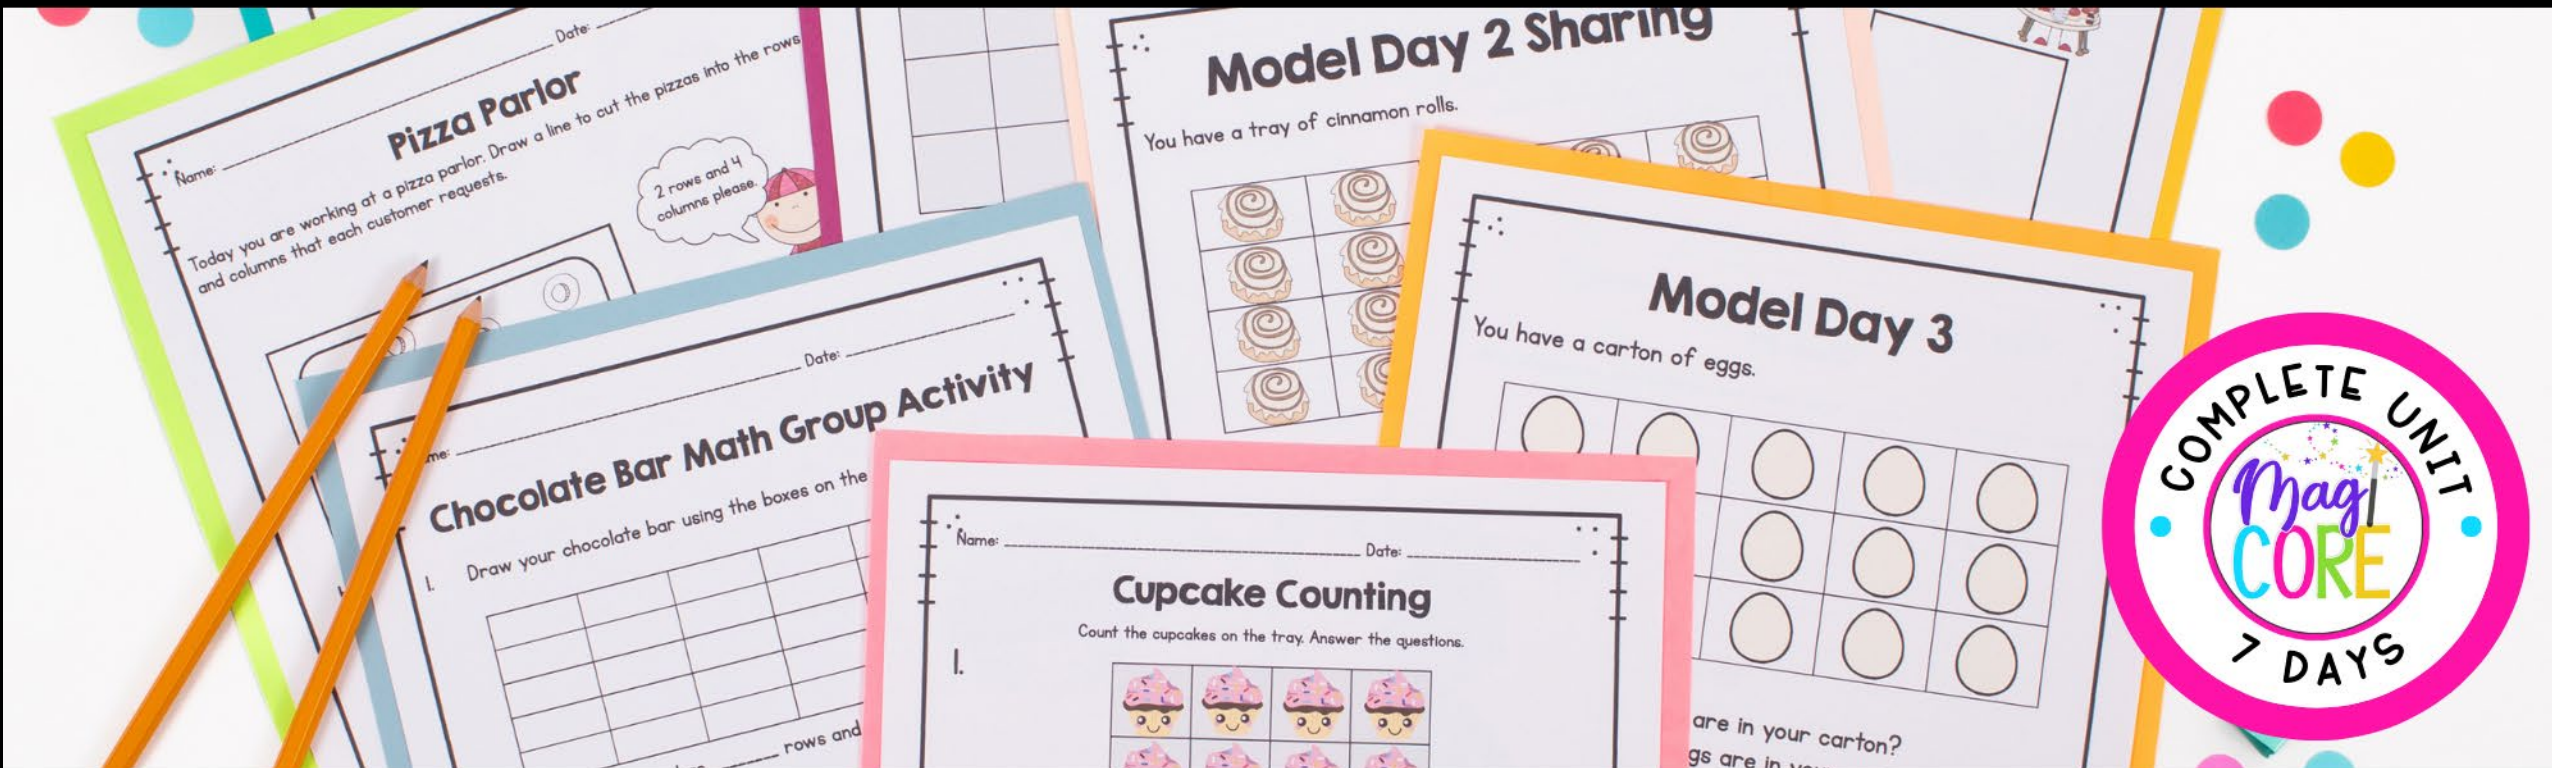 Name: Date:
Pizza Parlor
Today you are working at a pizza parlor. Draw a line to cut the pizzas into the rows
and columns that each customer requests.
2 rows and 4
columns please.
Model Day 2 Sharing
You have a tray of cinnamon rolls.
Model Day 3
You have a carton of eggs.
are in your carton?
are in
Date:
Chocolate Bar Math Group Activity
1. Draw your chocolate bar using the boxes on the
rows and
Name: Date:
Cupcake Counting
Count the cupcakes on the tray. Answer the questions.
1.
COMPLETE UNIT
Mag
CORE
7 DAYS